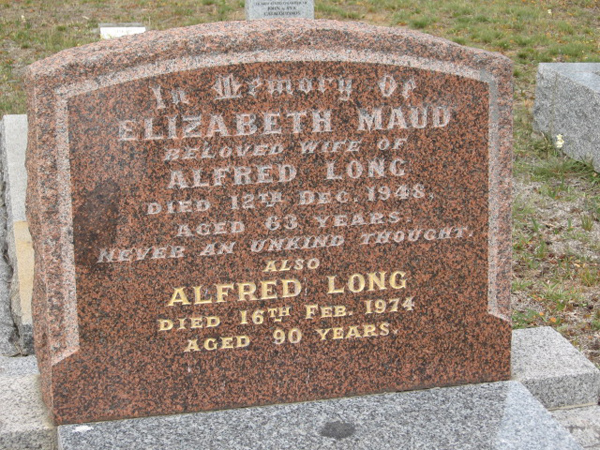 In Memory Of
ELIZABETH MAUD
BELOVED WIFE OF
ALFRED LONG
DIED 12TH DEC. 1948.
AGED 63 YEARS
NEVER AN UNKIND THOUGHT.
ALSO
ALFRED LONG
DIED 16TH FEB. 1974
AGED 90 YEARS.